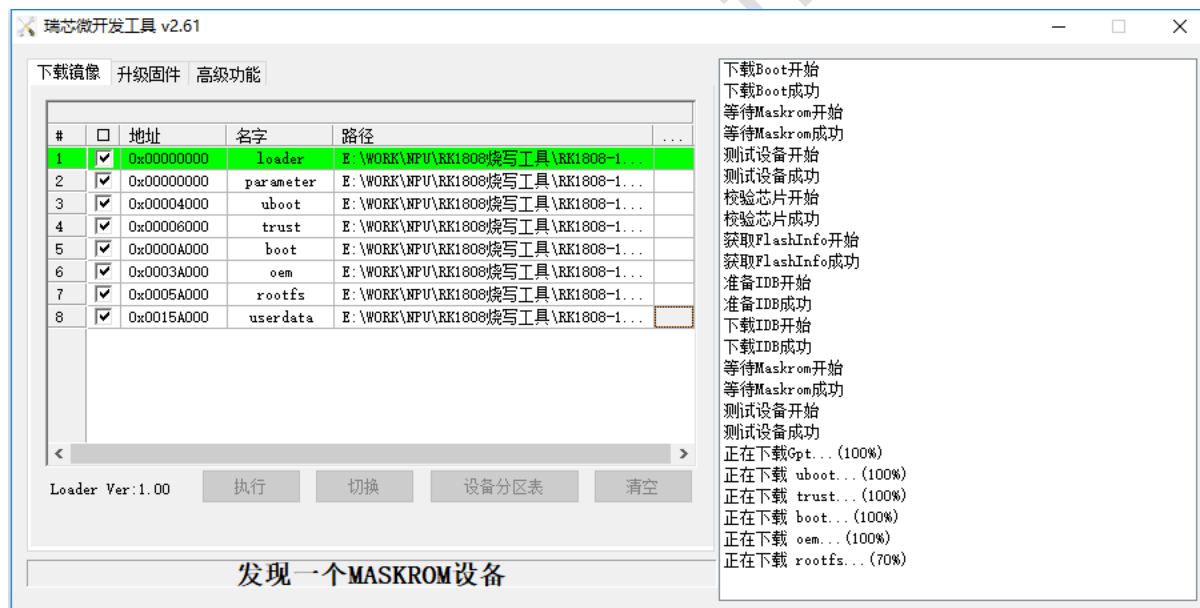 瑞芯微开发工具 v2.61
下载镜像 升级固件 高级功能
# 地址 名字 路径 ...
1 0x00000000 loader E:\WORK\NPU\RK1808烧写工具\RK1808-1...
2 0x00000000 parameter E:\WORK\NPU\RK1808烧写工具\RK1808-1...
3 0x00004000 uboot E:\WORK\NPU\RK1808烧写工具\RK1808-1...
4 0x00006000 trust E:\WORK\NPU\RK1808烧写工具\RK1808-1...
5 0x0000A000 boot E:\WORK\NPU\RK1808烧写工具\RK1808-1...
6 0x0003A000 oem E:\WORK\NPU\RK1808烧写工具\RK1808-1...
7 0x0005A000 rootfs E:\WORK\NPU\RK1808烧写工具\RK1808-1...
8 0x0015A000 userdata E:\WORK\NPU\RK1808烧写工具\RK1808-1...
Loader Ver:1.00 执行 切换 设备分区表 清空
发现一个MASKROM设备
下载Boot开始
下载Boot成功
等待Maskrom开始
等待Maskrom成功
测试设备开始
测试设备成功
校验芯片开始
校验芯片成功
获取FlashInfo开始
获取FlashInfo成功
准备IDB开始
准备IDB成功
下载IDB开始
下载IDB成功
等待Maskrom开始
等待Maskrom成功
测试设备开始
测试设备成功
正在下载Gpt...(100%)
正在下载 uboot...(100%)
正在下载 trust...(100%)
正在下载 boot...(100%)
正在下载 oem...(100%)
正在下载 rootfs...(70%)